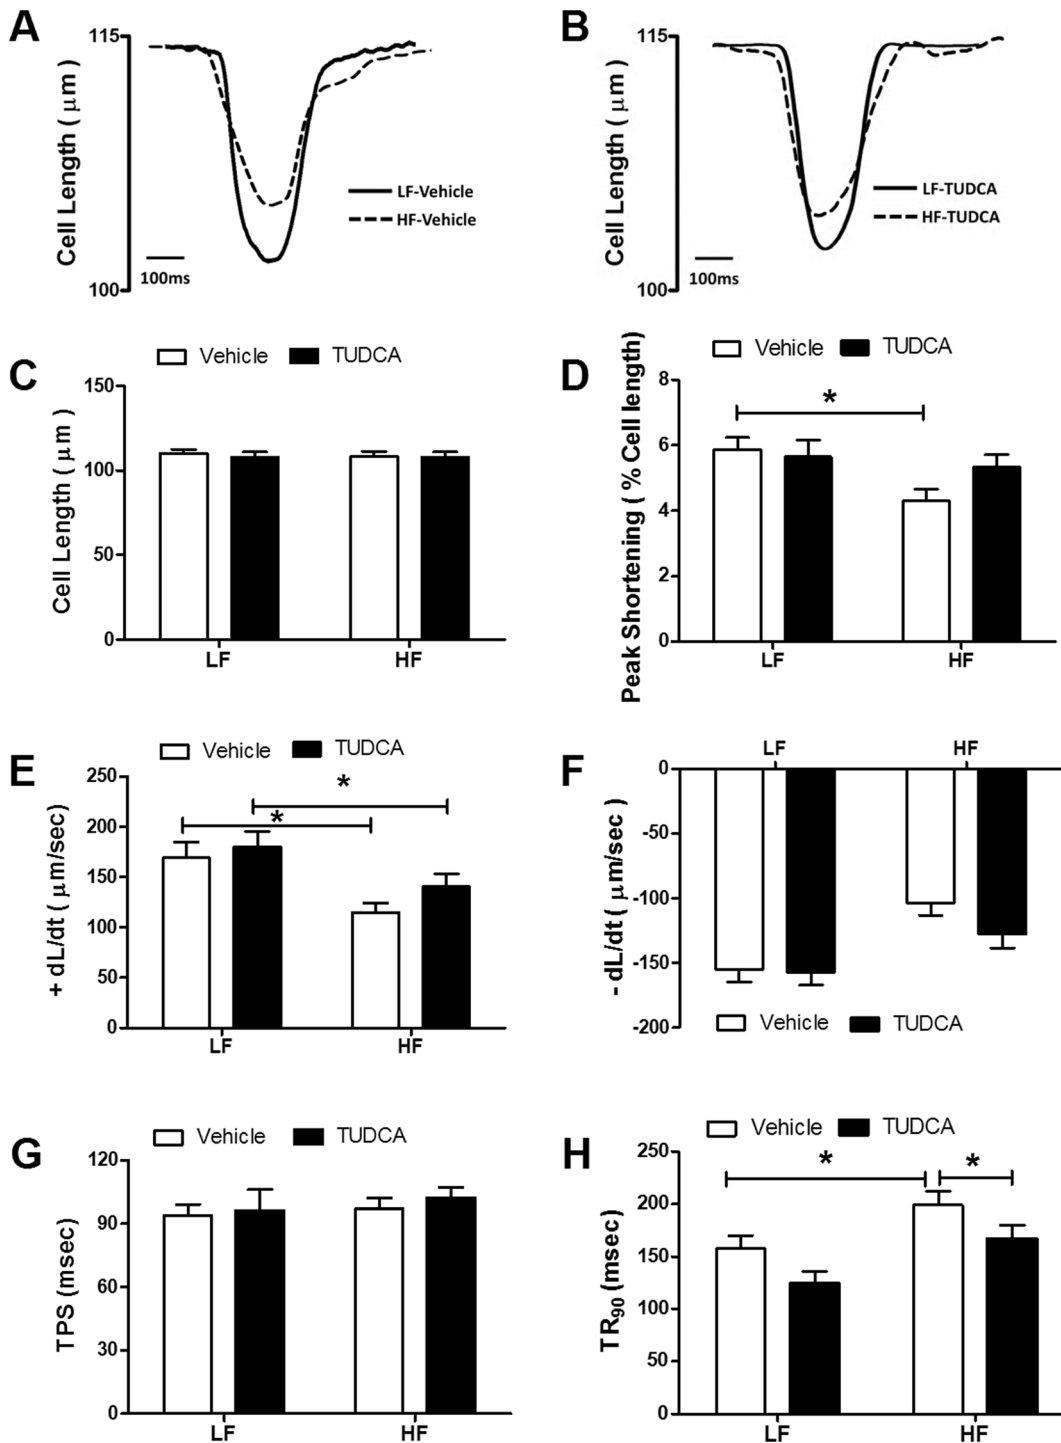 A
115
Cell Length ( μm )
100
100ms
LF-Vehicle
HF-Vehicle
B
115
Cell Length ( μm )
100
100ms
LF-TUDCA
HF-TUDCA
C
Vehicle TUDCA
Cell Length ( μm )
150
100
50
0
LF HF
D
Vehicle TUDCA
Peak Shortening ( % Cell length)
8
6
4
2
0
*
LF HF
E
Vehicle TUDCA
+ dL/dt ( μm/sec)
250
200
150
100
50
0
*
*
LF HF
F
LF HF
- dL/dt ( μm/sec)
0
-50
-100
-150
-200
Vehicle TUDCA
G
Vehicle TUDCA
TPS (msec)
120
90
60
30
0
LF HF
H
Vehicle TUDCA
TR90 (msec)
250
200
150
100
50
0
* *
LF HF